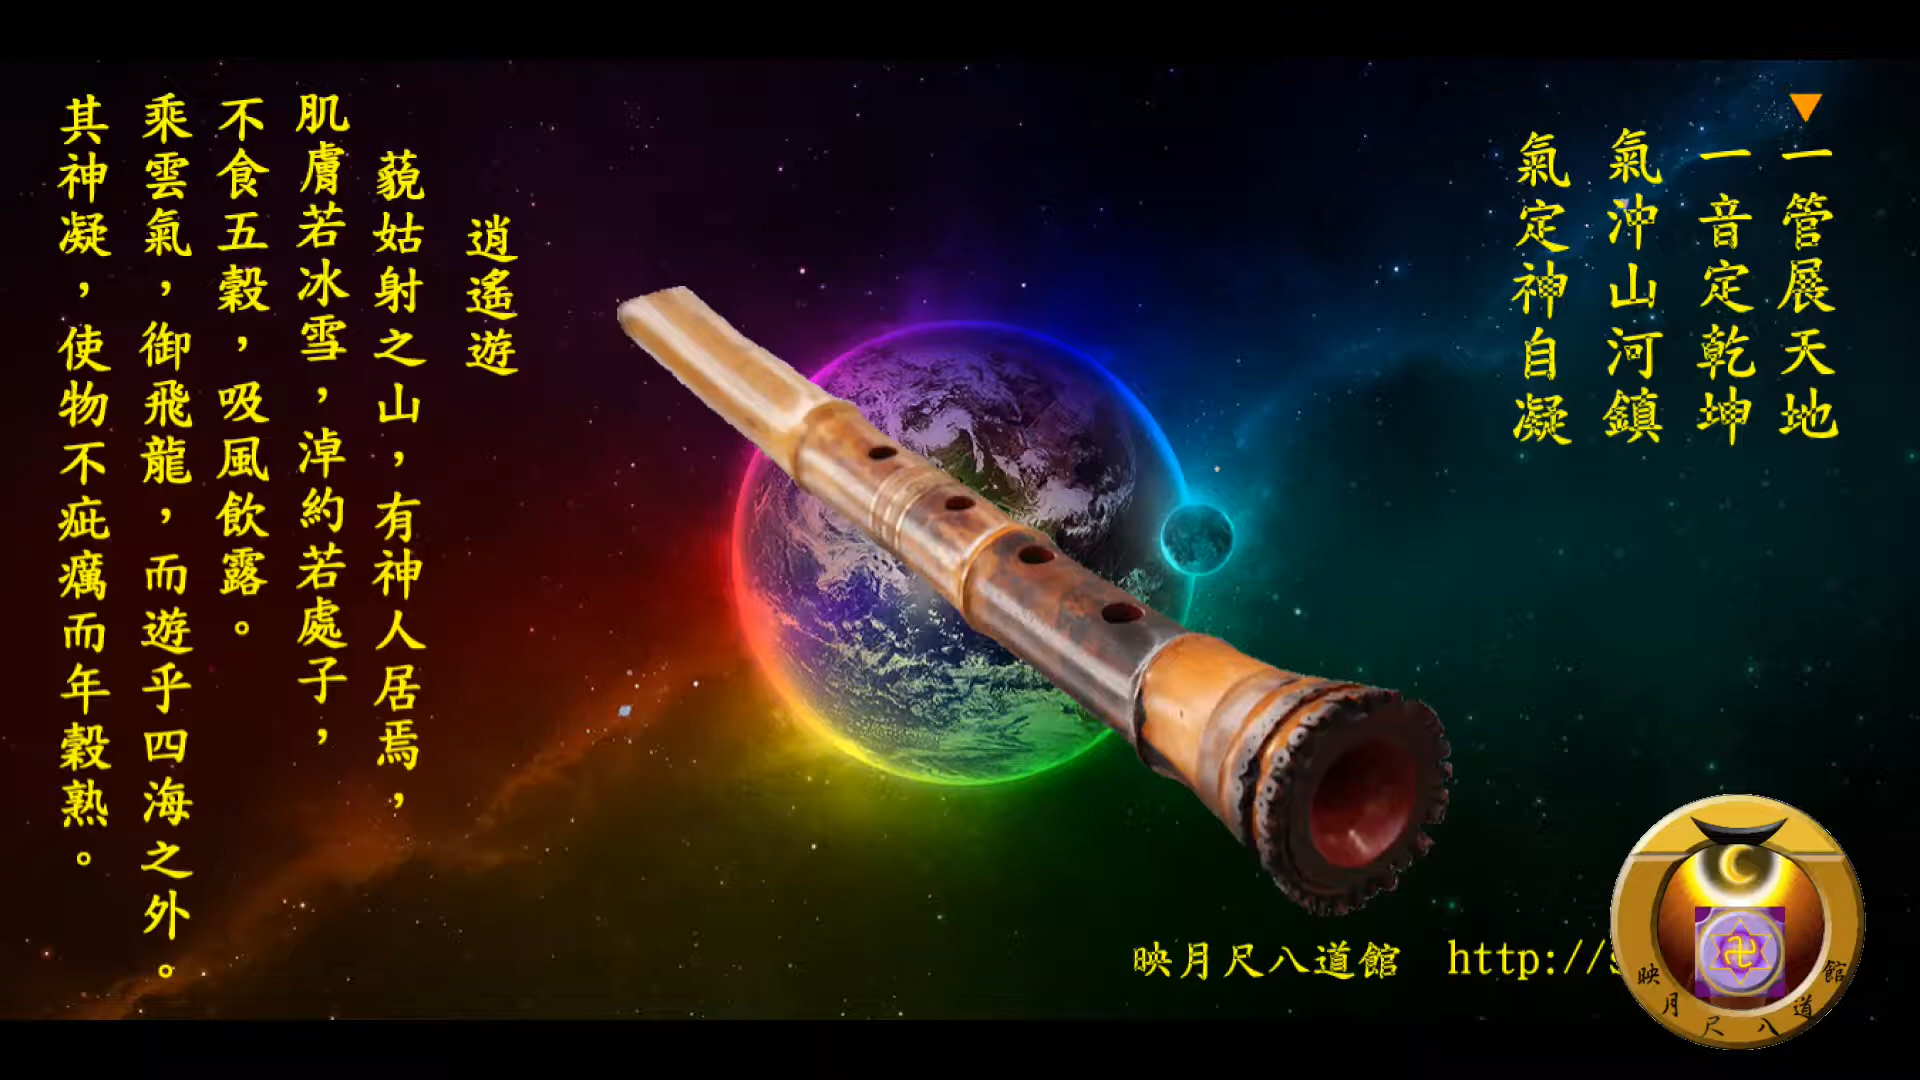 一管展天地
一音定乾坤
氣沖山河鎮
氣定神自凝
逍遙遊
藐姑射之山，有神人居焉，
肌膚若冰雪，淖約若處子，
不食五穀，吸風飲露。
乘雲氣，御飛龍，而遊乎四海之外。
其神凝，使物不疵癘而年穀熟。
映月尺八道館 http://s
映月尺八道館